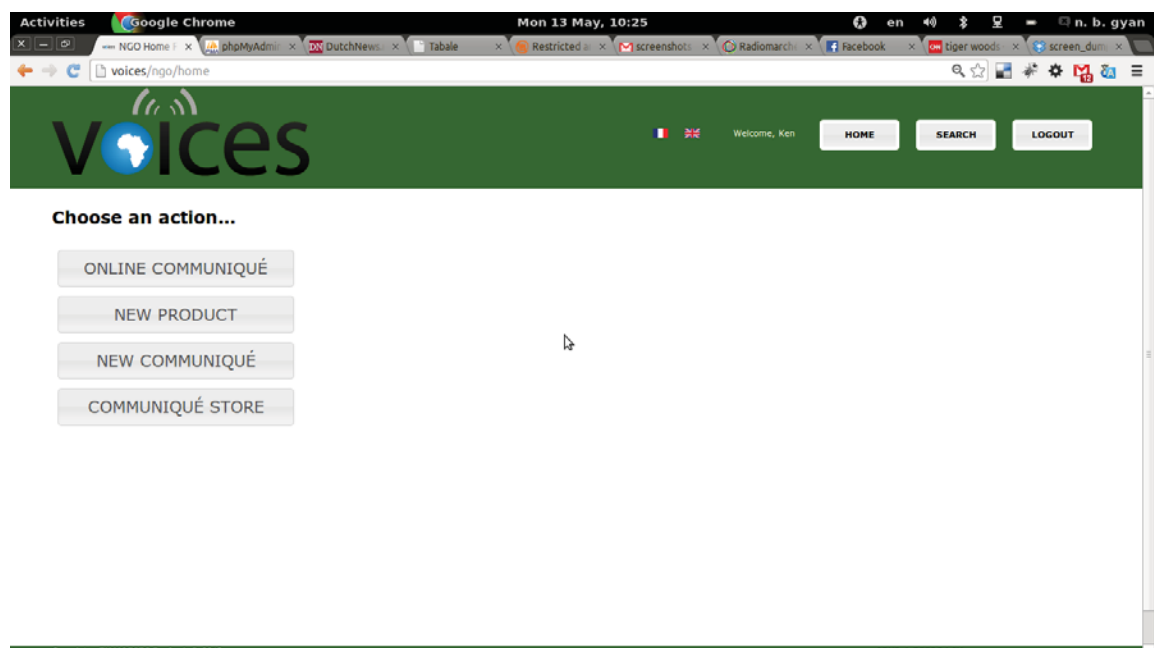 Activities Google Chrome Mon 13 May, 10:25 en n. b. gyan
NGO Home phpMyAdmin DutchNews. Tabale Restricted screenshots Radiomarch Facebook tiger woods screen_dum
voices/ngo/home 12
voices
Welcome, Ken HOME SEARCH LOGOUT
Choose an action...
ONLINE COMMUNIQUÉ
NEW PRODUCT
NEW COMMUNIQUÉ
COMMUNIQUÉ STORE